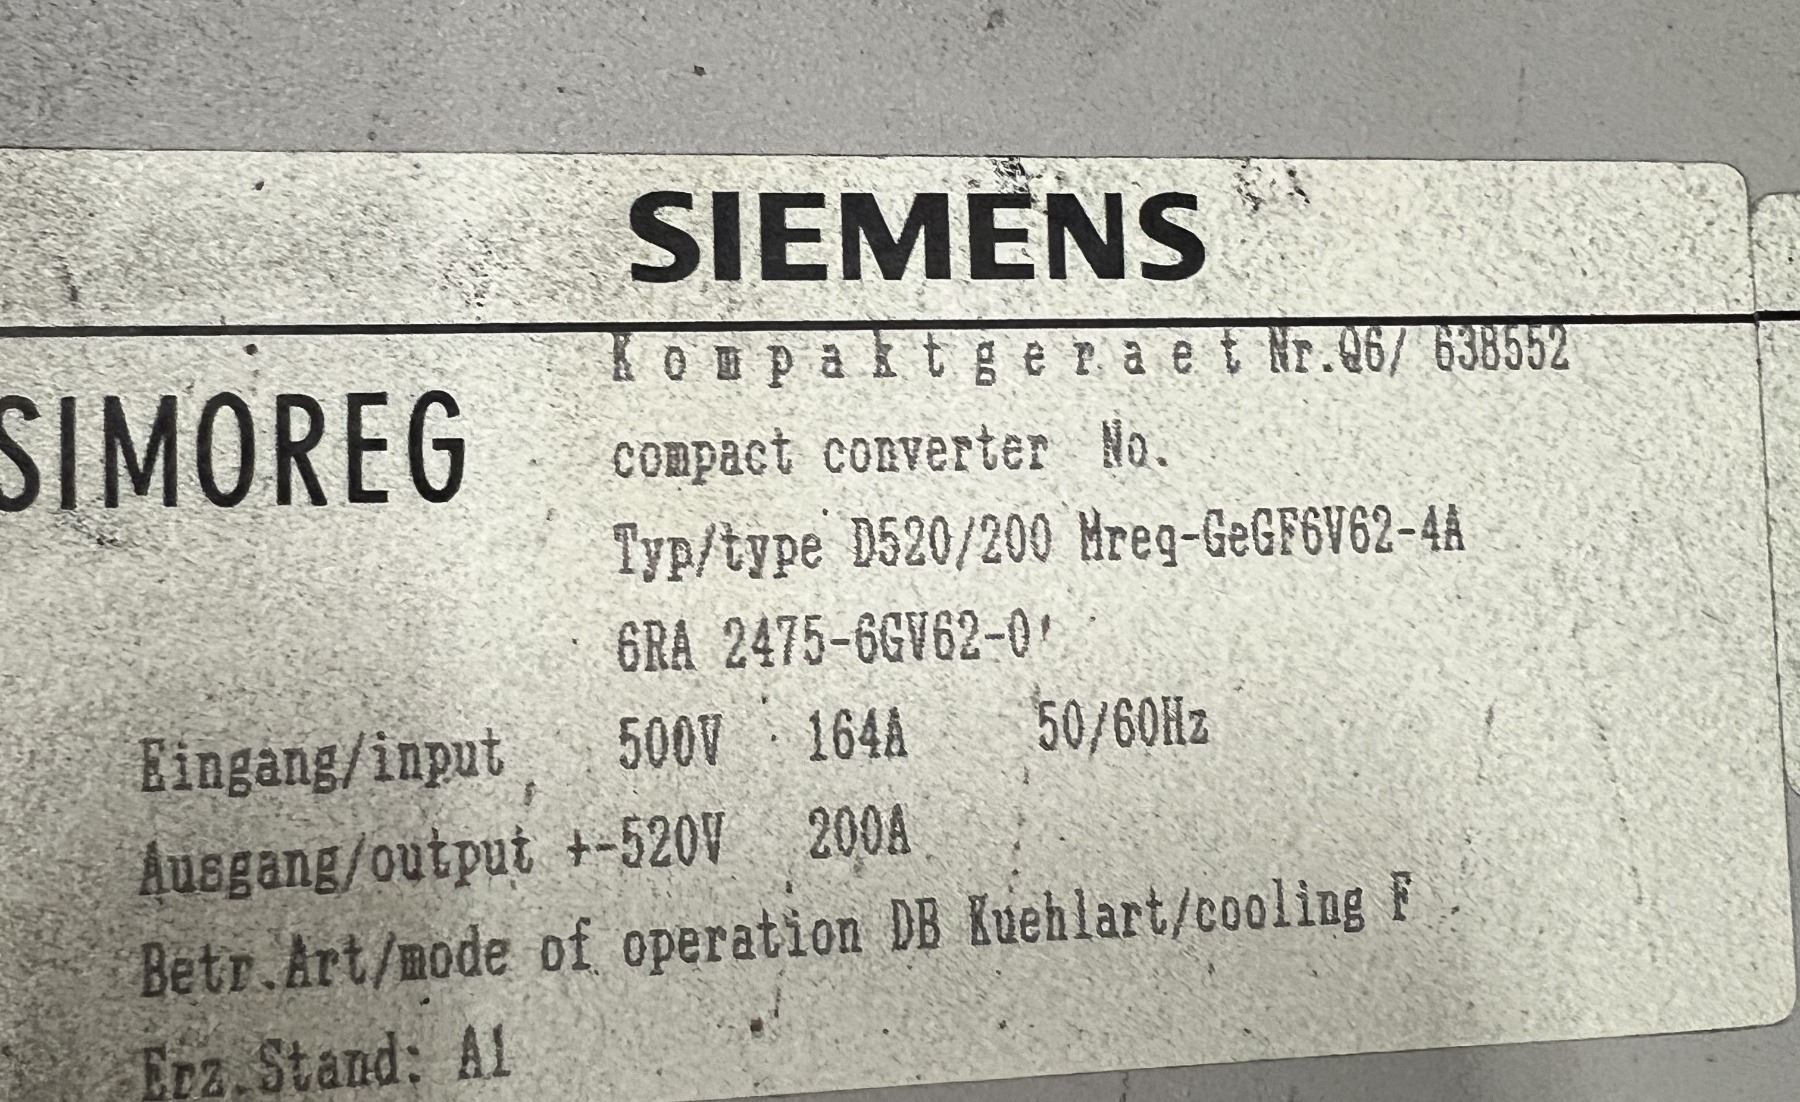 SIEMENS
SIMOREG
Kompaktgeraet Nr.Q6/ 638552
compact converter No.
Typ/type D520/200 Mreq-GeGF6V62-4A
6RA 2475-6GV62-0
Eingang/input 500V 164A 50/60Hz
Ausgang/output +-520V 200A
Betr.Art/mode of operation DB Kuehlart/cooling F
Erz.Stand: A1